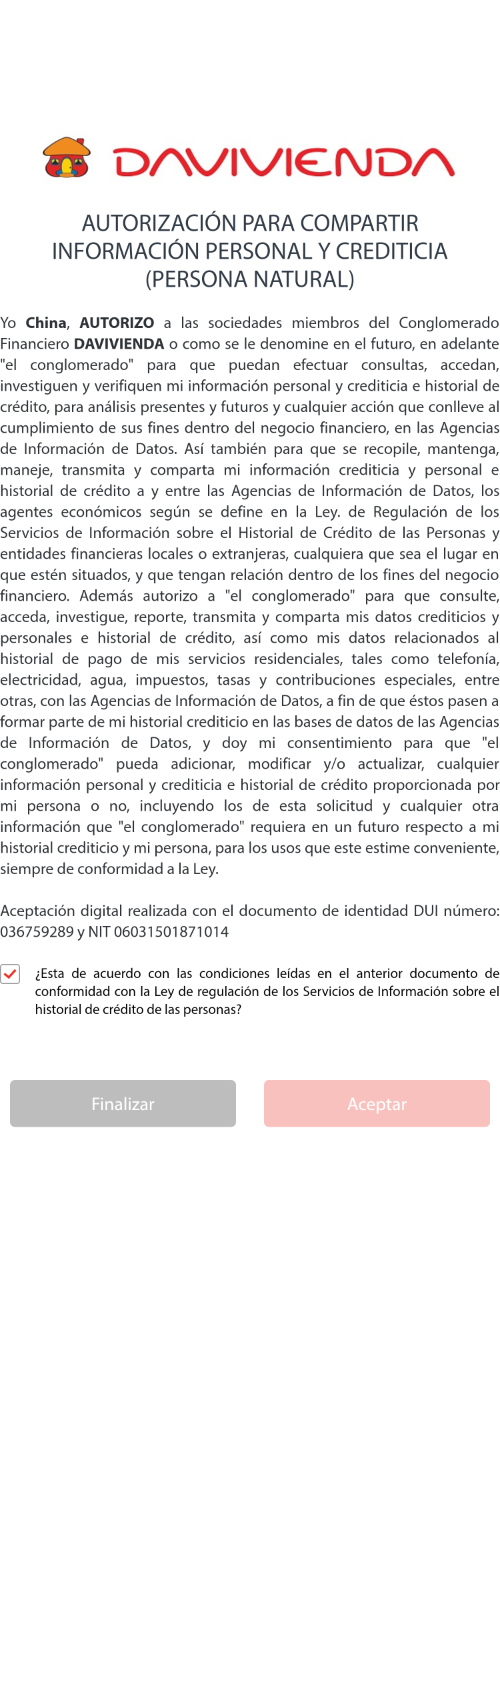 DAVIVIENDA
AUTORIZACIÓN PARA COMPARTIR
INFORMACIÓN PERSONAL Y CREDITICIA
(PERSONA NATURAL)
Yo China, AUTORIZO a las sociedades miembros del Conglomerado
Financiero DAVIVIENDA o como se le denomine en el futuro, en adelante
"el conglomerado" para que puedan efectuar consultas, accedan,
investiguen y verifiquen mi información personal y crediticia e historial de
crédito, para análisis presentes y futuros y cualquier acción que conlleve al
cumplimiento de sus fines dentro del negocio financiero, en las Agencias
de Información de Datos. Así también para que se recopile, mantenga,
maneje, transmita y comparta mi información crediticia y personal e
historial de crédito a y entre las Agencias de Información de Datos, los
agentes económicos según se define en la Ley. de Regulación de los
Servicios de Información sobre el Historial de Crédito de las Personas y
entidades financieras locales o extranjeras, cualquiera que sea el lugar en
que estén situados, y que tengan relación dentro de los fines del negocio
financiero. Además autorizo a "el conglomerado" para que consulte,
acceda, investigue, reporte, transmita y comparta mis datos crediticios y
personales e historial de crédito, así como mis datos relacionados al
historial de pago de mis servicios residenciales, tales como telefonía,
electricidad, agua, impuestos, tasas y contribuciones especiales, entre
otras, con las Agencias de Información de Datos, a fin de que éstos pasen a
formar parte de mi historial crediticio en las bases de datos de las Agencias
de Información de Datos, y doy mi consentimiento para que "el
conglomerado" pueda adicionar, modificar y/o actualizar, cualquier
información personal y crediticia e historial de crédito proporcionada por
mi persona o no, incluyendo los de esta solicitud y cualquier otra
información que "el conglomerado" requiera en un futuro respecto a mi
historial crediticio y mi persona, para los usos que este estime conveniente,
siempre de conformidad a la Ley.
Aceptación digital realizada con el documento de identidad DUI número:
036759289 y NIT 06031501871014
¿Esta de acuerdo con las condiciones leídas en el anterior documento de
conformidad con la Ley de regulación de los Servicios de Información sobre el
historial de crédito de las personas?
Finalizar
Aceptar